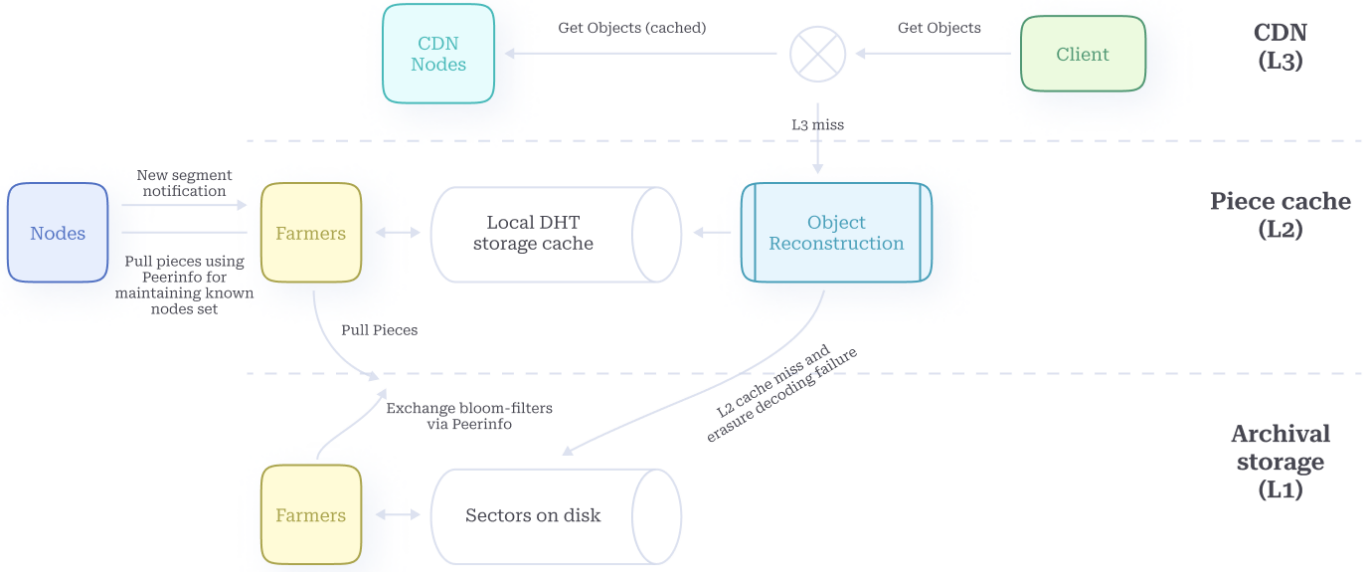 CDN
Nodes
Get Objects (cached)
Get Objects
Client
CDN
(L3)
L3 miss
Nodes
New segment
notification
Pull pieces using
Peerinfo for
maintaining known
nodes set
Farmers
Local DHT
storage cache
Object
Reconstruction
Piece cache
(L2)
Pull Pieces
L2 cache miss and
erasure decoding failure
Exchange bloom-filters
via Peerinfo
Farmers
Sectors on disk
Archival
storage
(L1)